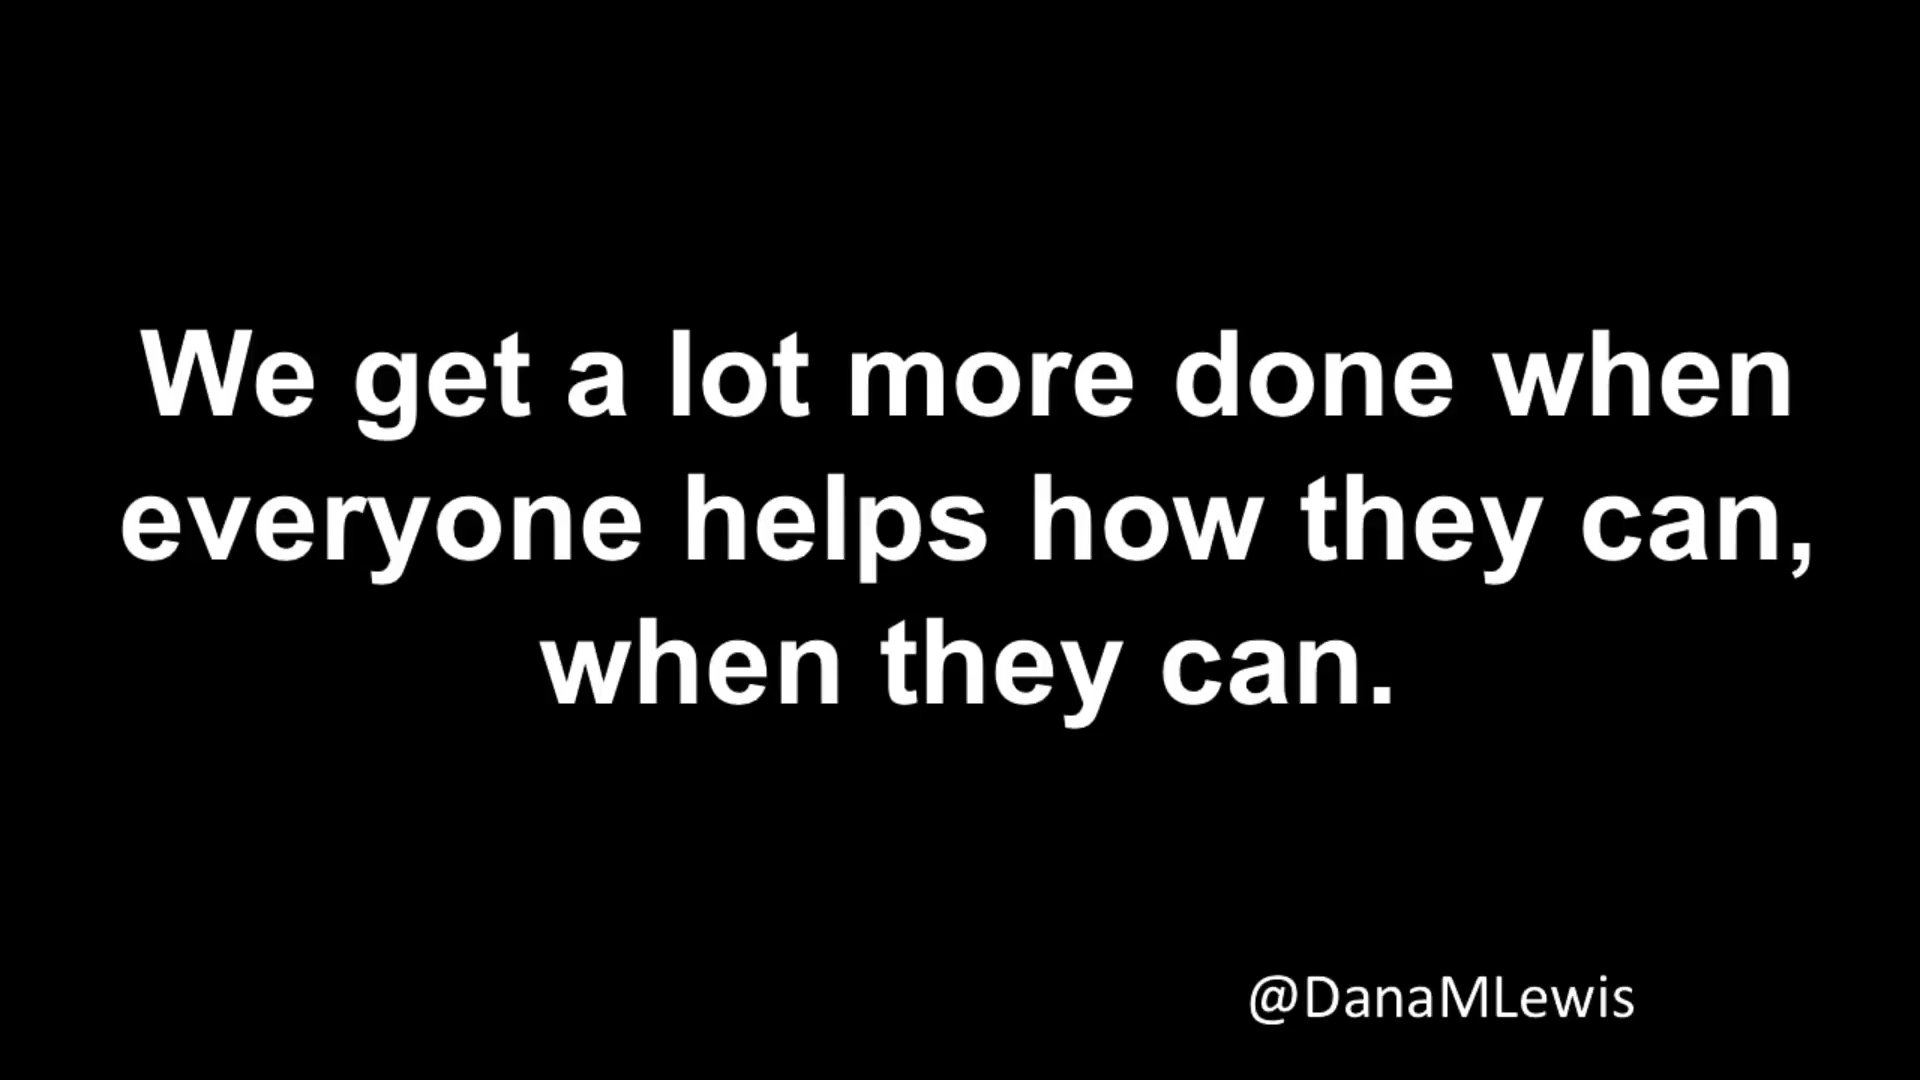 We get a lot more done when
everyone helps how they can,
when they can.
@DanaMLewis